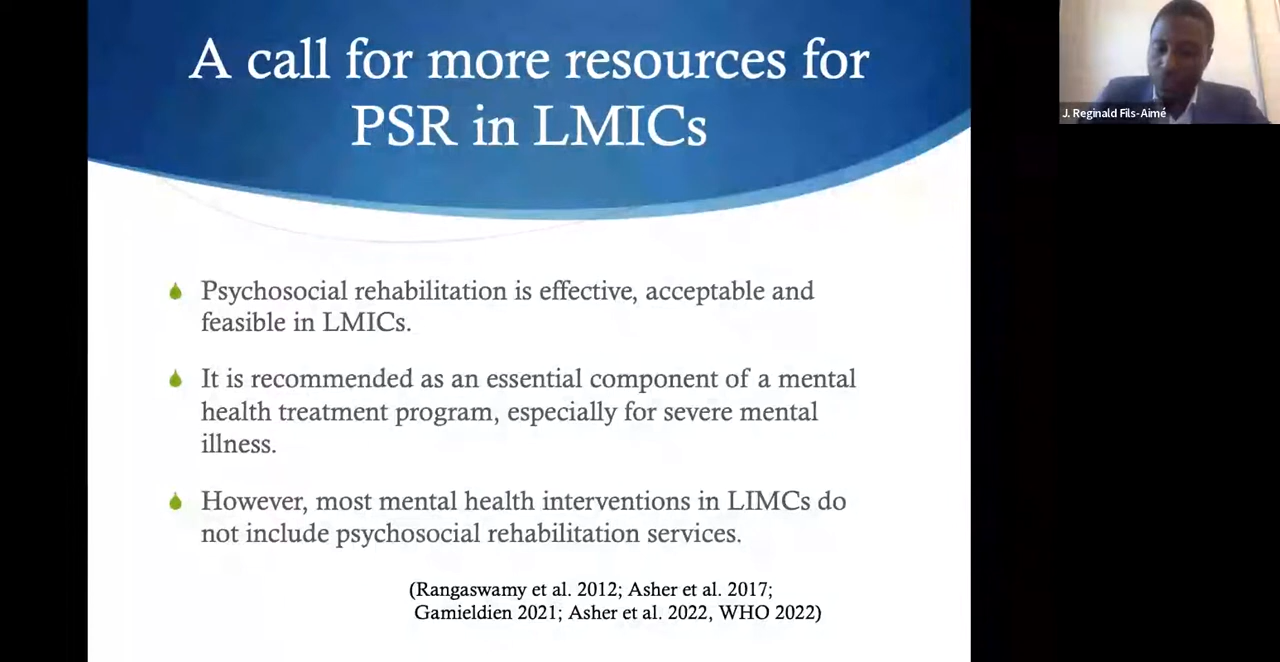 A call for more resources for
PSR in LMICs
J. Reginald Fils-Aimé
Psychosocial rehabilitation is effective, acceptable and
feasible in LMICs.
It is recommended as an essential component of a mental
health treatment program, especially for severe mental
illness.
However, most mental health interventions in LIMCs do
not include psychosocial rehabilitation services.
(Rangaswamy et al. 2012; Asher et al. 2017;
Gamieldien 2021; Asher et al. 2022, WHO 2022)